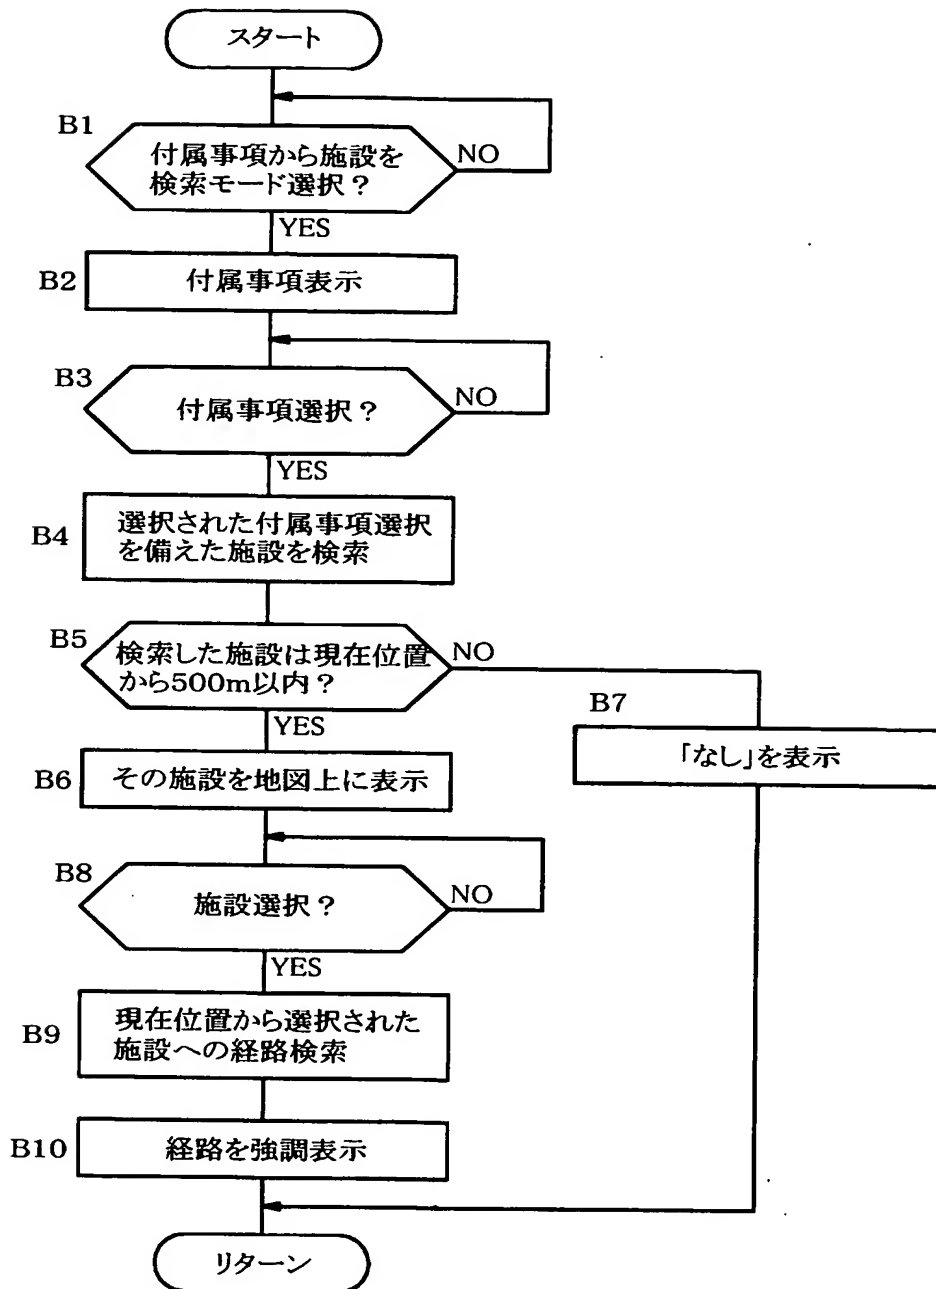 スタート
B1
付属事項から施設を
検索モード選択？
NO
YES
B2
付属事項表示
B3
付属事項選択？
NO
YES
B4
選択された付属事項選択
を備えた施設を検索
B5
検索した施設は現在位置
から500m以内？
NO
YES
B7
「なし」を表示
B6
その施設を地図上に表示
B8
施設選択？
NO
YES
B9
現在位置から選択された
施設への経路検索
B10
経路を強調表示
リターン